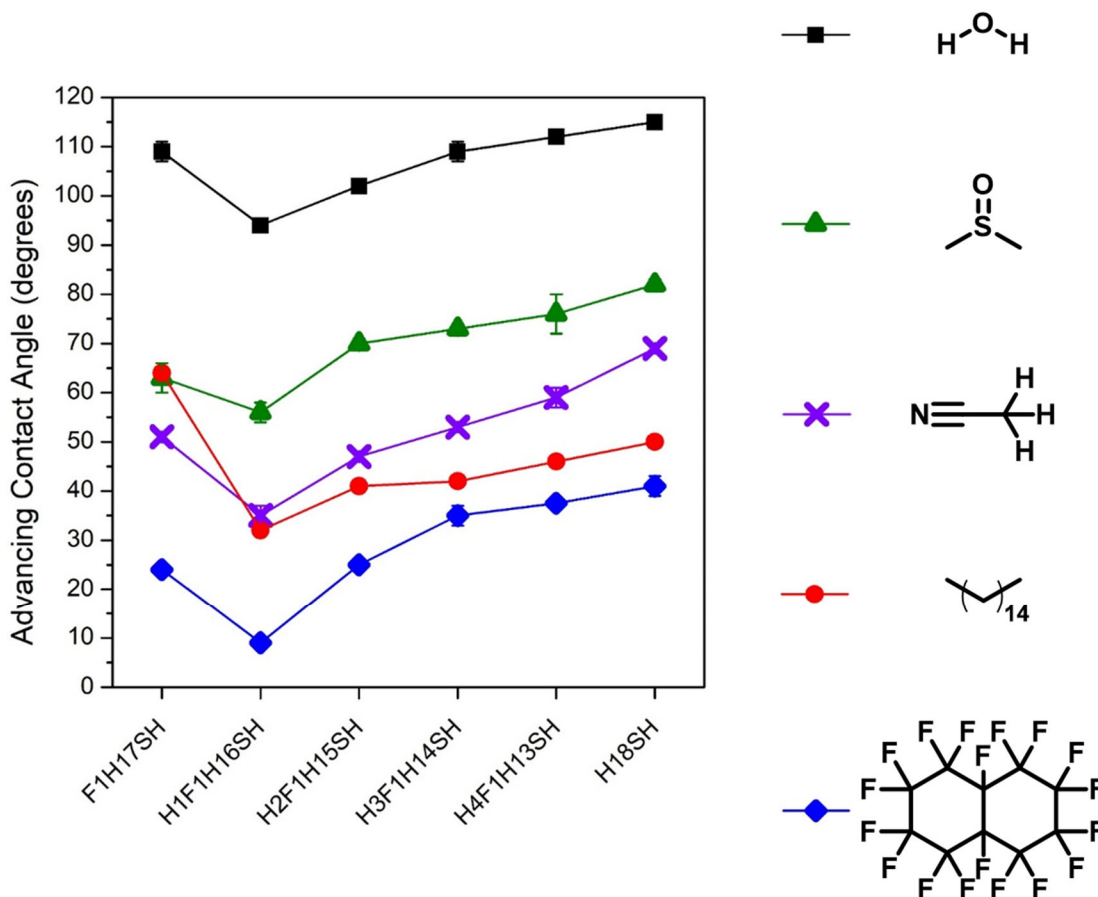 Advancing Contact Angle (degrees)
120
110
100
90
80
70
60
50
40
30
20
10
0
F1H17SH
H1F1H16SH
H2F1H15SH
H3F1H14SH
H4F1H13SH
H18SH
O
H H
O
S
H
N H
H
14
F F F F
F F F
F F
F F
F F F
F F F F